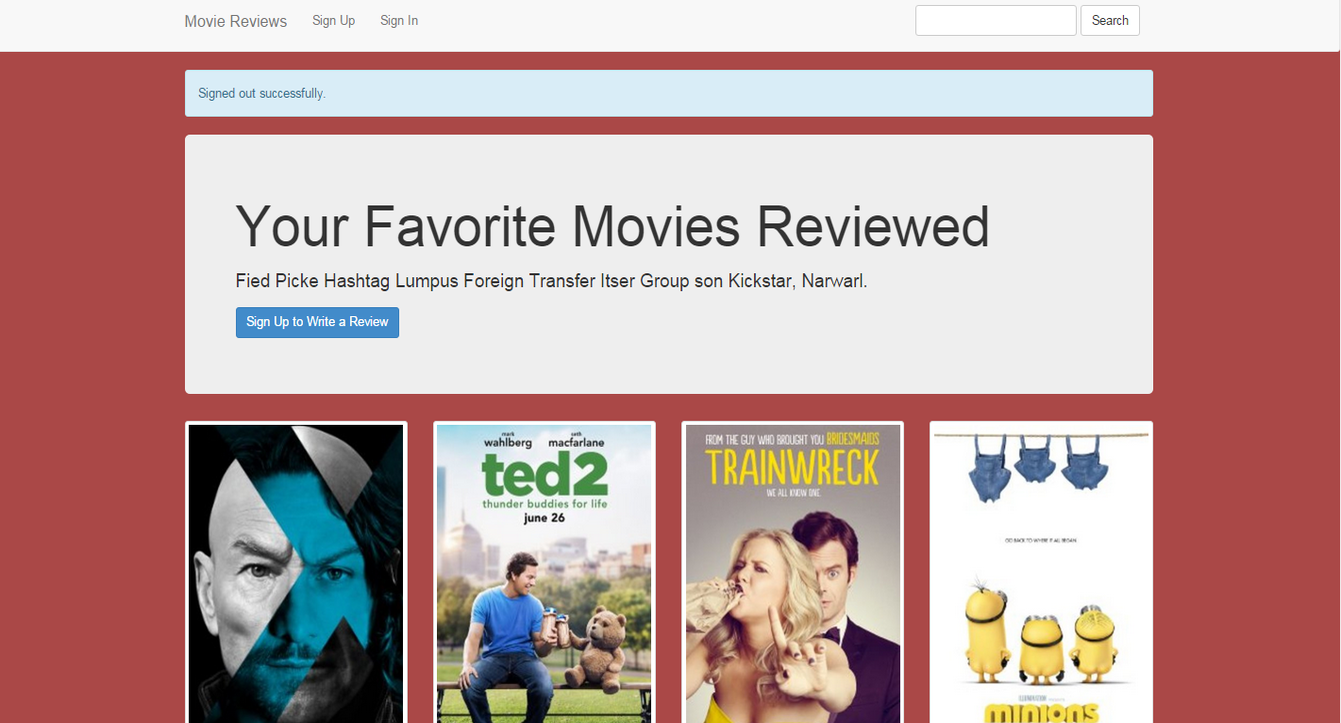 Movie Reviews Sign Up Sign In Search
Signed out successfully.
Your Favorite Movies Reviewed
Fied Picke Hashtag Lumpus Foreign Transfer Itser Group son Kickstar, Narwarl.
Sign Up to Write a Review
mark wahlberg seth macfarlane
ted2
thunder buddies for life
june 26
FROM THE GUY WHO BROUGHT YOU BRIDESMAIDS
TRAINWRECK
WE ALL KNOW ONE.
GO BACK TO WHERE IT ALL BEGAN
minions